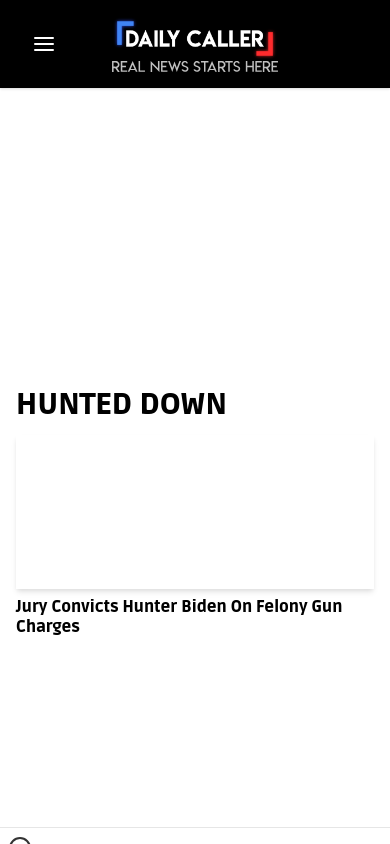 DAILY CALLER
REAL NEWS STARTS HERE
HUNTED DOWN
Jury Convicts Hunter Biden On Felony Gun
Charges